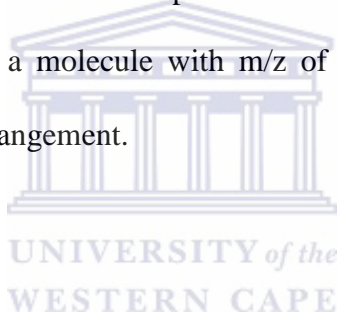 a molecule with m/z of
angement.
UNIVERSITY of the
WESTERN CAPE